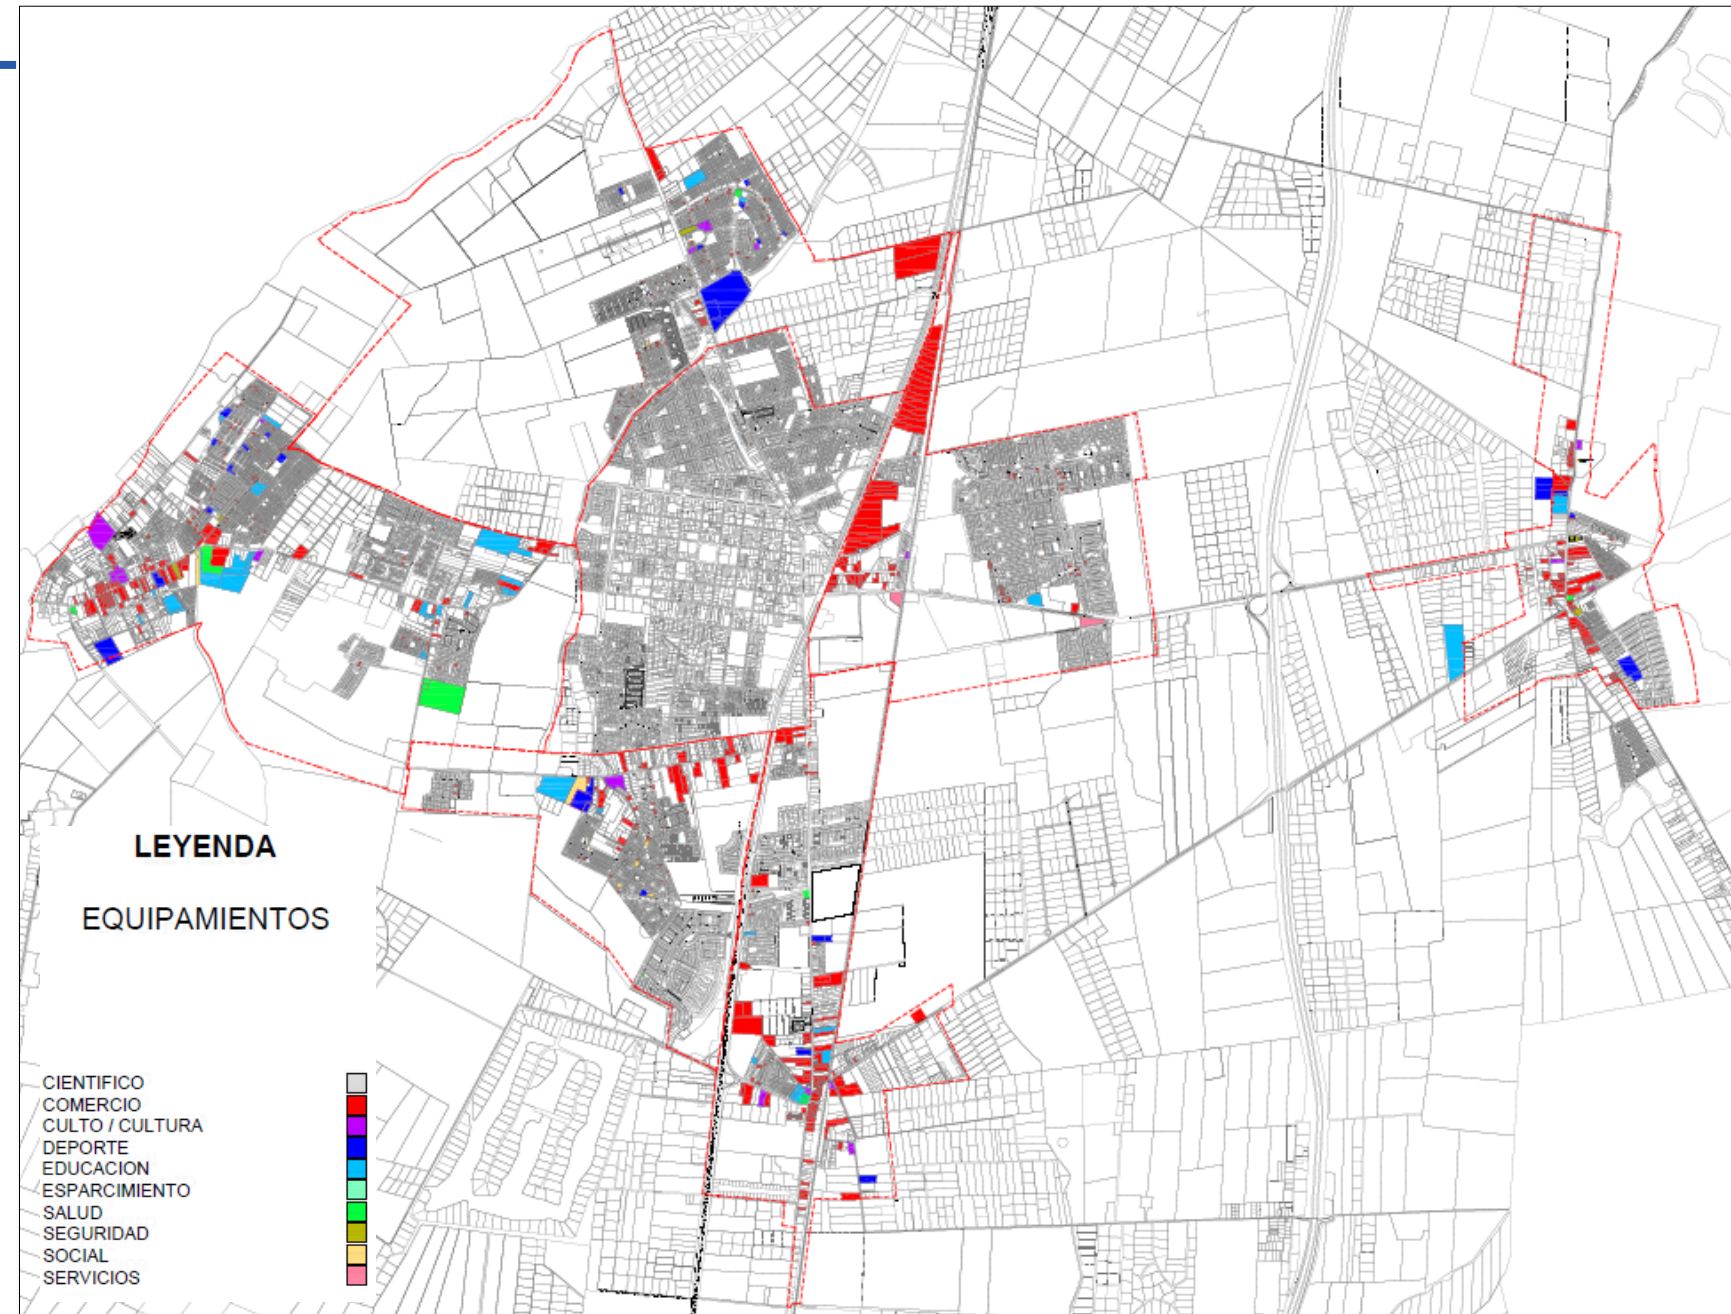 LEYENDA
EQUIPAMIENTOS
CIENTIFICO
COMERCIO
CULTO / CULTURA
DEPORTE
EDUCACION
ESPARCIMIENTO
SALUD
SEGURIDAD
SOCIAL
SERVICIOS